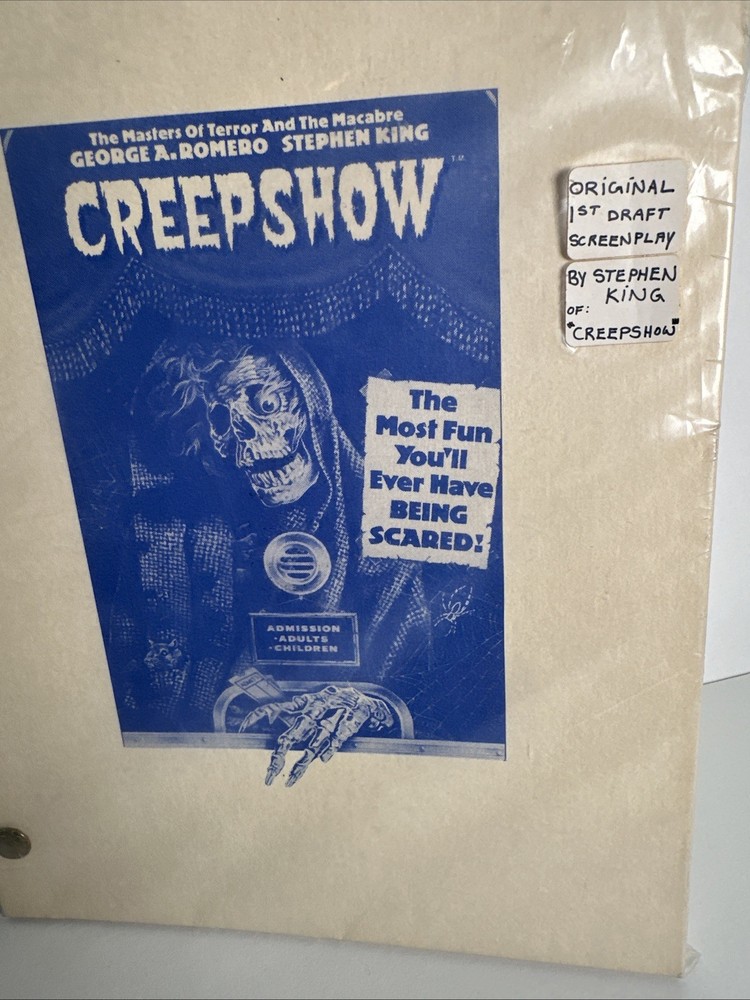 The Masters Of Terror And The Macabre
GEORGE A. ROMERO STEPHEN KING
CREEPSHOW T.M.
The
Most Fun
You'll
Ever Have
BEING
SCARED!
ADMISSION
·ADULTS
·CHILDREN
ORIGINAL
1ST DRAFT
SCREENPLAY
BY STEPHEN
KING
OF:
"CREEPSHOW"